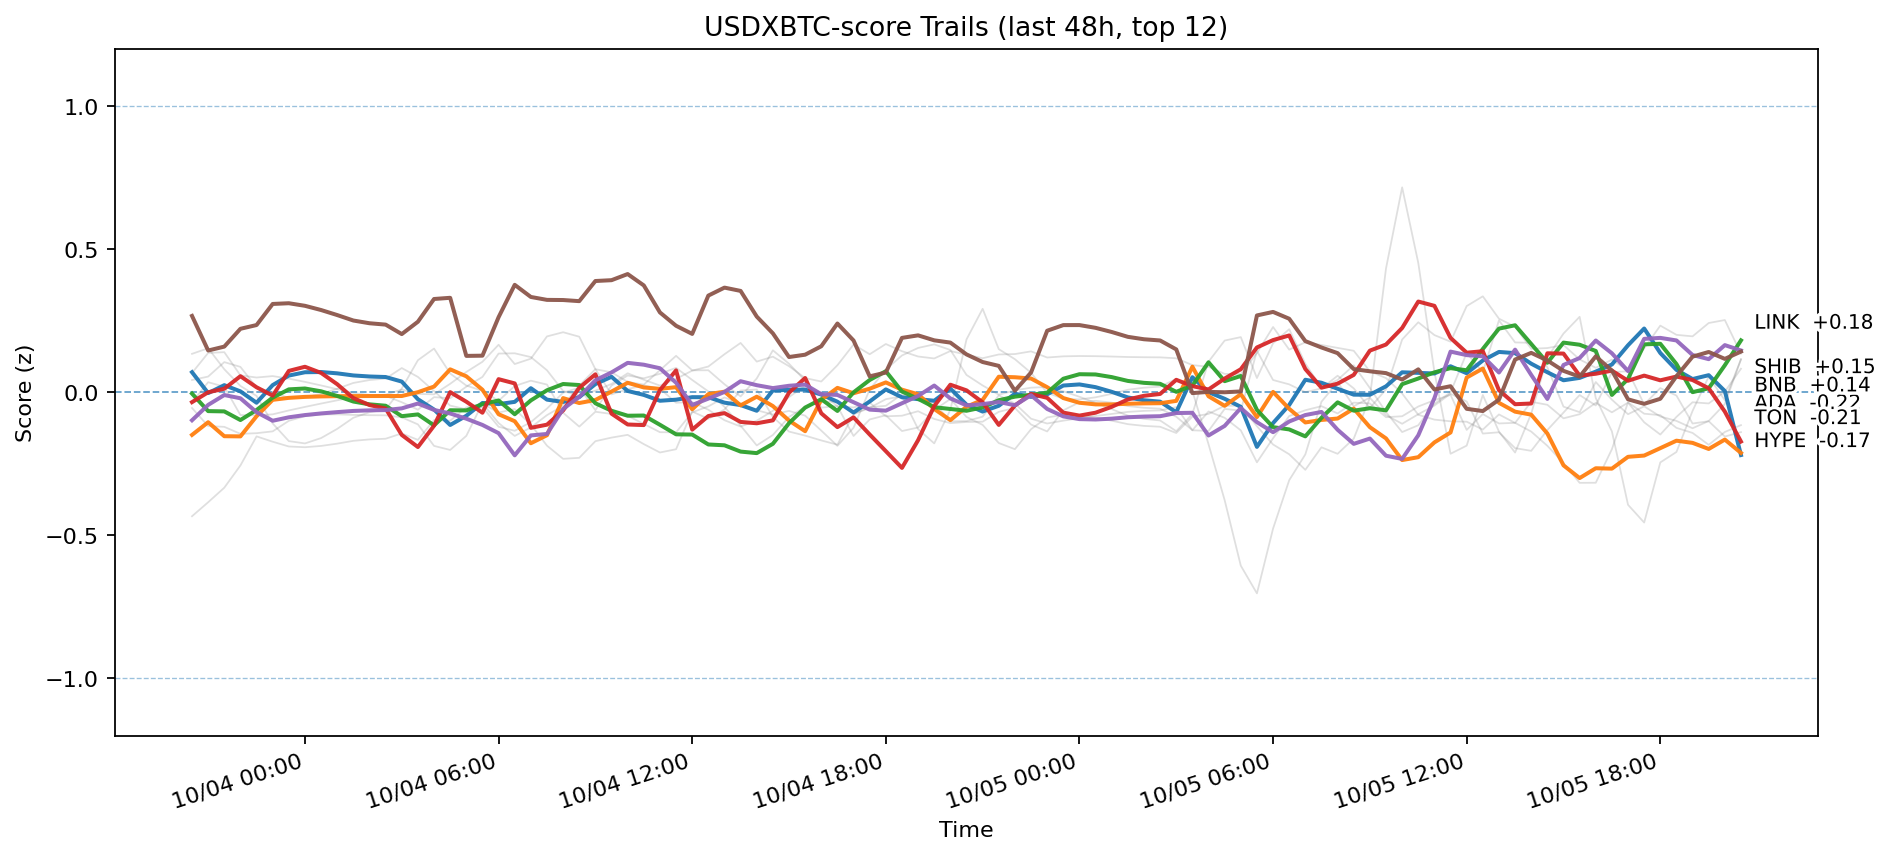 USDXBTC-score Trails (last 48h, top 12)
Score (z)
1.0
0.5
0.0
−0.5
−1.0
LINK +0.18
SHIB +0.15
BNB +0.14
ADA -0.22
TON -0.21
HYPE -0.17
10/04 00:00
10/04 06:00
10/04 12:00
10/04 18:00
10/05 00:00
10/05 06:00
10/05 12:00
10/05 18:00
Time